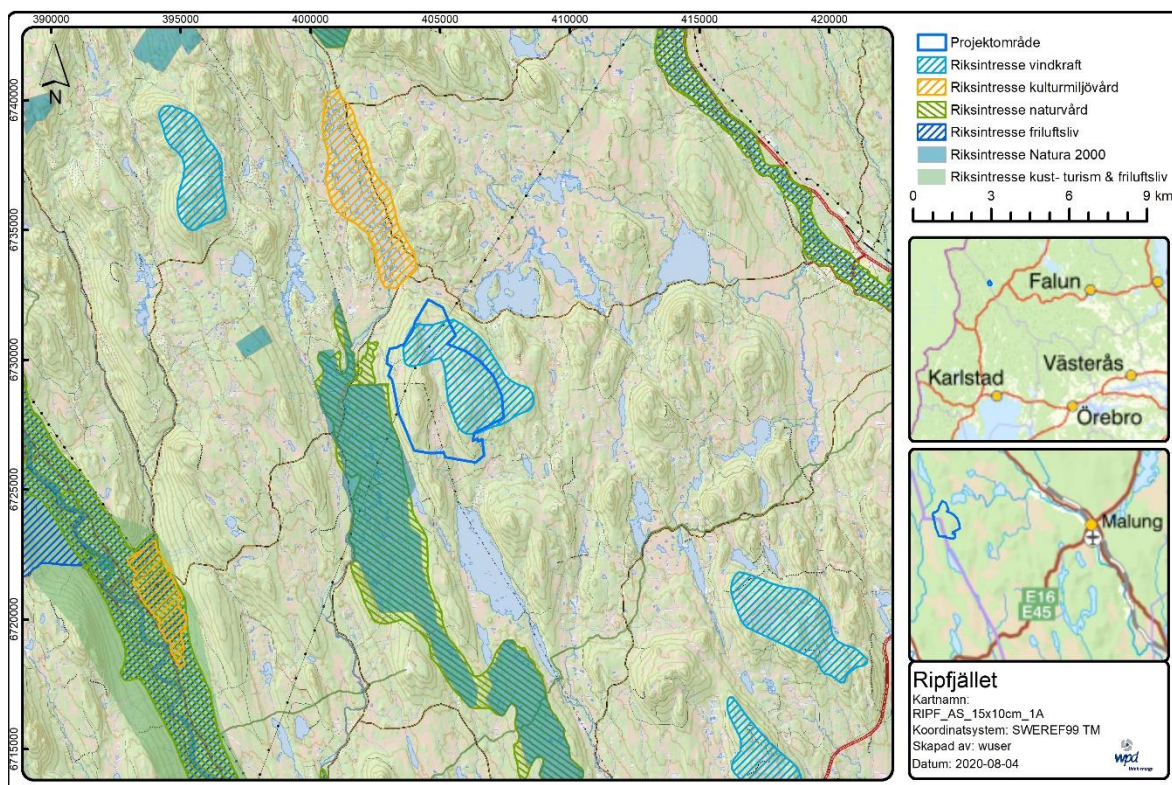 390000 395000 400000 405000 410000 415000 420000
6740000
6735000
6730000
6725000
6720000
6715000
N
Projektområde
Riksintresse vindkraft
Riksintresse kulturmiljövård
Riksintresse naturvård
Riksintresse friluftsliv
Riksintresse Natura 2000
Riksintresse kust- turism & friluftsliv
0 3 6 9 km
Falun
Västerås
Karlstad
Örebro
Malung
E16
E45
Ripfjället
Kartnamn:
RIPF_AS_15x10cm_1A
Koordinatsystem: SWEREF99 TM
Skapad av: wuser
Datum: 2020-08-04
wpd